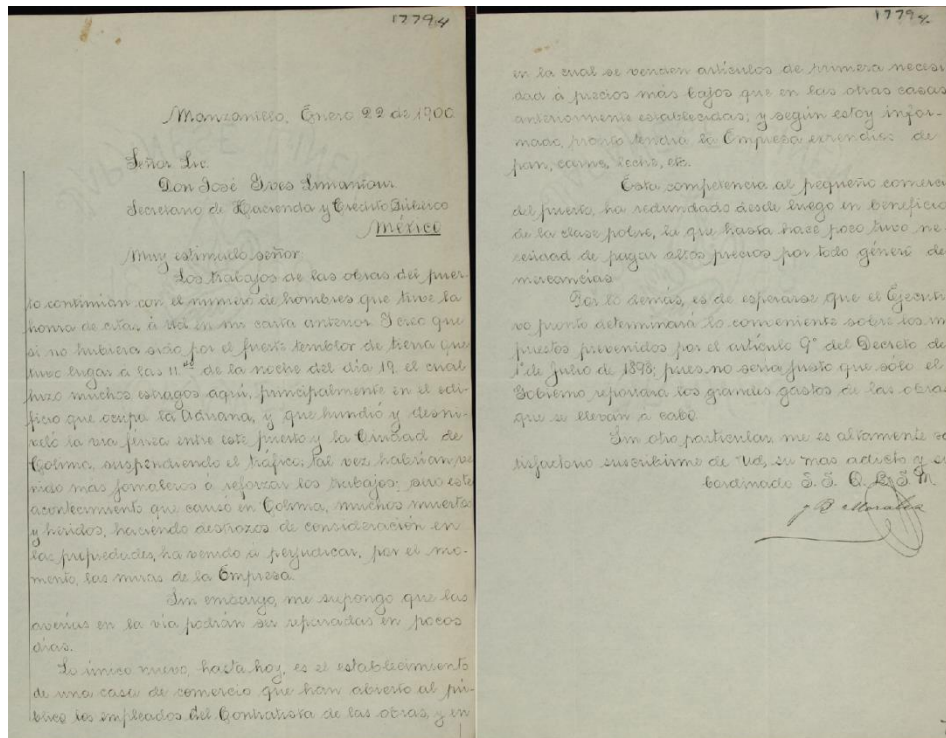 17794
Manzanillo, Enero 22 de 1900
Señor Lic.
Don José Yves Limantour
Secretario de Hacienda y Crédito Público
México
Muy estimado señor
Los trabajos de las obras del puer-
to continúan con el número de hombres que tuve la
honra de citar á Ud en mi carta anterior. Y creo que
si no hubiera sido por el fuerte temblor de tierra que
tuvo lugar á las 11 de la noche del día 19, el cual
hizo muchos estragos aquí, principalmente en el edi-
ficio que ocupa la Aduana, y que hundió y desni-
veló la vía férrea entre este puerto y la Ciudad de
Colima, suspendiendo el tráfico, tal vez habrían ve-
nido más jornaleros á reforzar los trabajos; pero este
acontecimiento que causó en Colima, muchos muertos
y heridos, haciendo destrozos de consideración en
las propiedades, ha venido á perjudicar, por el mo-
mento, las miras de la Empresa.
Sin embargo, me supongo que las
averías en la vía podrán ser reparadas en pocos
días.
Lo único nuevo, hasta hoy, es el establecimiento
de una casa de comercio que han abierto al pú-
blico los empleados del Contratista de las obras, y en
17794
en la cual se venden artículos de primera necesi
dad á precios más bajos que en las otras casas
anteriormente establecidas; y según estoy infor-
mado, pronto tendrá la Empresa expendios de
pan, carne, leche, etc.
Esta competencia al pequeño comerci
del puerto, ha redundado desde luego en beneficio
de la clase pobre, la que hasta hace poco tuvo ne
cesidad de pagar altos precios por todo género de
mercancías.
Por lo demás, es de esperarse que el Ejecuti
vo pronto determinará lo conveniente sobre los im
puestos prevenidos por el artículo 9º del Decreto de
1º de Julio de 1898; pues no sería justo que sólo el
Gobierno reportara los grandes gastos de las obras
que se llevan á cabo.
Sin otro particular, me es altamente sa
tisfactorio suscribirme de Ud, su más adicto y su
bordinado S. S. Q. B. S. M.
J B Morales